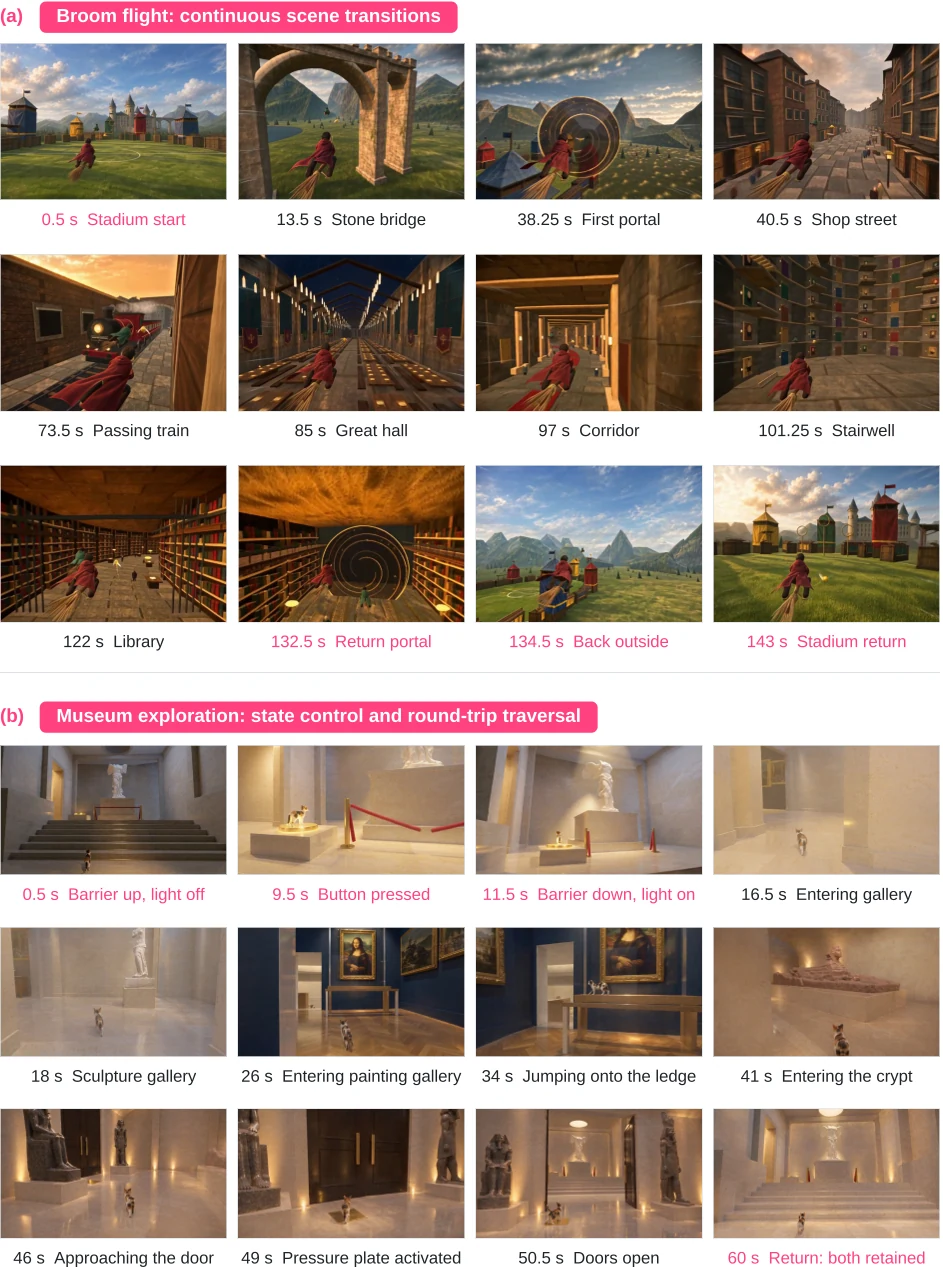 (a) Broom flight: continuous scene transitions
0.5 s Stadium start
13.5 s Stone bridge
38.25 s First portal
40.5 s Shop street
73.5 s Passing train
85 s Great hall
97 s Corridor
101.25 s Stairwell
122 s Library
132.5 s Return portal
134.5 s Back outside
143 s Stadium return
(b) Museum exploration: state control and round-trip traversal
0.5 s Barrier up, light off
9.5 s Button pressed
11.5 s Barrier down, light on
16.5 s Entering gallery
18 s Sculpture gallery
26 s Entering painting gallery
34 s Jumping onto the ledge
41 s Entering the crypt
46 s Approaching the door
49 s Pressure plate activated
50.5 s Doors open
60 s Return: both retained